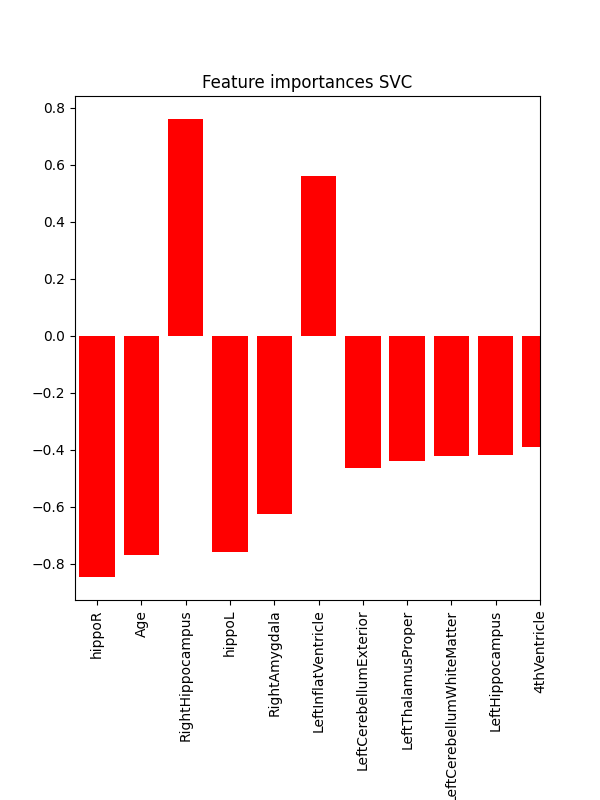 Feature importances SVC
0.8
0.6
0.4
0.2
0.0
−0.2
−0.4
−0.6
−0.8
hippoR
Age
RightHippocampus
hippoL
RightAmygdala
LeftInflatVentricle
LeftCerebellumExterior
LeftThalamusProper
LeftCerebellumWhiteMatter
LeftHippocampus
4thVentricle